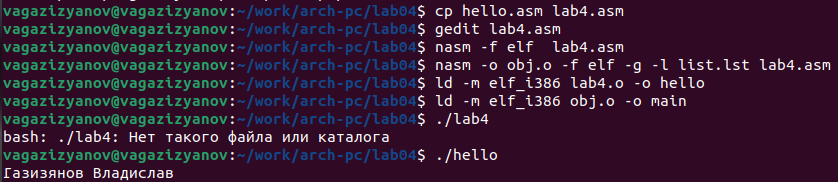 vagazizyanov@vagazizyanov:~/work/arch-pc/lab04$ cp hello.asm lab4.asm
vagazizyanov@vagazizyanov:~/work/arch-pc/lab04$ gedit lab4.asm
vagazizyanov@vagazizyanov:~/work/arch-pc/lab04$ nasm -f elf  lab4.asm
vagazizyanov@vagazizyanov:~/work/arch-pc/lab04$ nasm -o obj.o -f elf -g -l list.lst lab4.asm
vagazizyanov@vagazizyanov:~/work/arch-pc/lab04$ ld -m elf_i386 lab4.o -o hello
vagazizyanov@vagazizyanov:~/work/arch-pc/lab04$ ld -m elf_i386 obj.o -o main
vagazizyanov@vagazizyanov:~/work/arch-pc/lab04$ ./lab4
bash: ./lab4: Нет такого файла или каталога
vagazizyanov@vagazizyanov:~/work/arch-pc/lab04$ ./hello
Газизянов Владислав